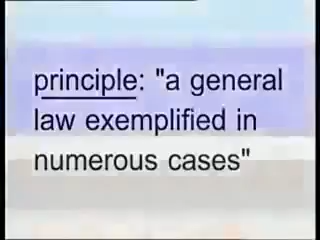 principle: "a general
law exemplified in
numerous cases"